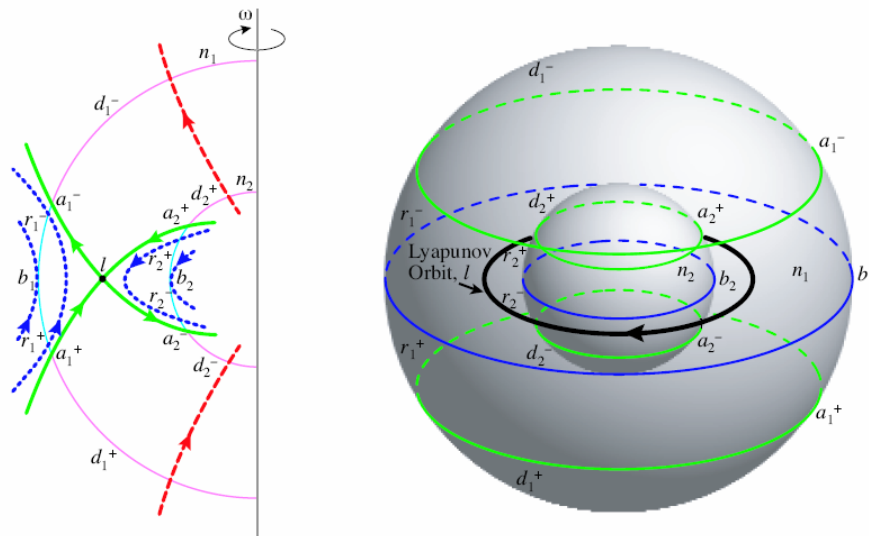 ω
n₁
d₁⁻
n₂
d₂⁺
a₁⁻
a₂⁺
r₁⁻
l
r₂⁺
b₁
b₂
r₂⁻
r₁⁺
a₁⁺
a₂⁻
d₂⁻
d₁⁺
d₁⁻
a₁⁻
d₂⁺
a₂⁺
r₁⁻
Lyapunov
Orbit, l
r₂⁺
n₂
b₂
n₁
b
r₂⁻
r₁⁺
d₂⁻
a₂⁻
a₁⁺
d₁⁺